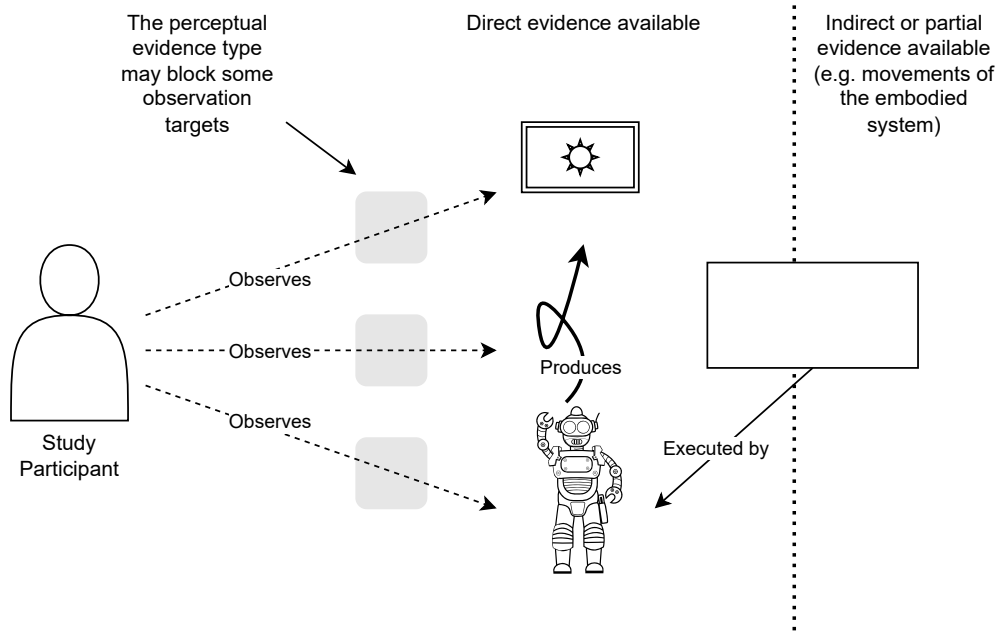 The perceptual
evidence type
may block some
observation
targets
Direct evidence available
Indirect or partial
evidence available
(e.g. movements of
the embodied
system)
Observes
Observes
Observes
Produces
Executed by
Study
Participant